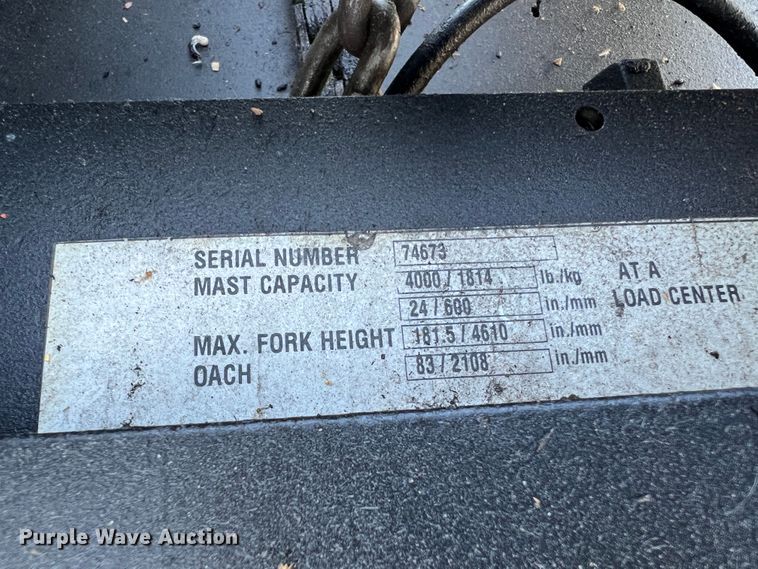 SERIAL NUMBER 74673
MAST CAPACITY 4000 / 1814 lb./kg AT A
24 / 600 in./mm LOAD CENTER
MAX. FORK HEIGHT 181.5 / 4610 in./mm
OACH 83 / 2108 in./mm
Purple Wave Auction